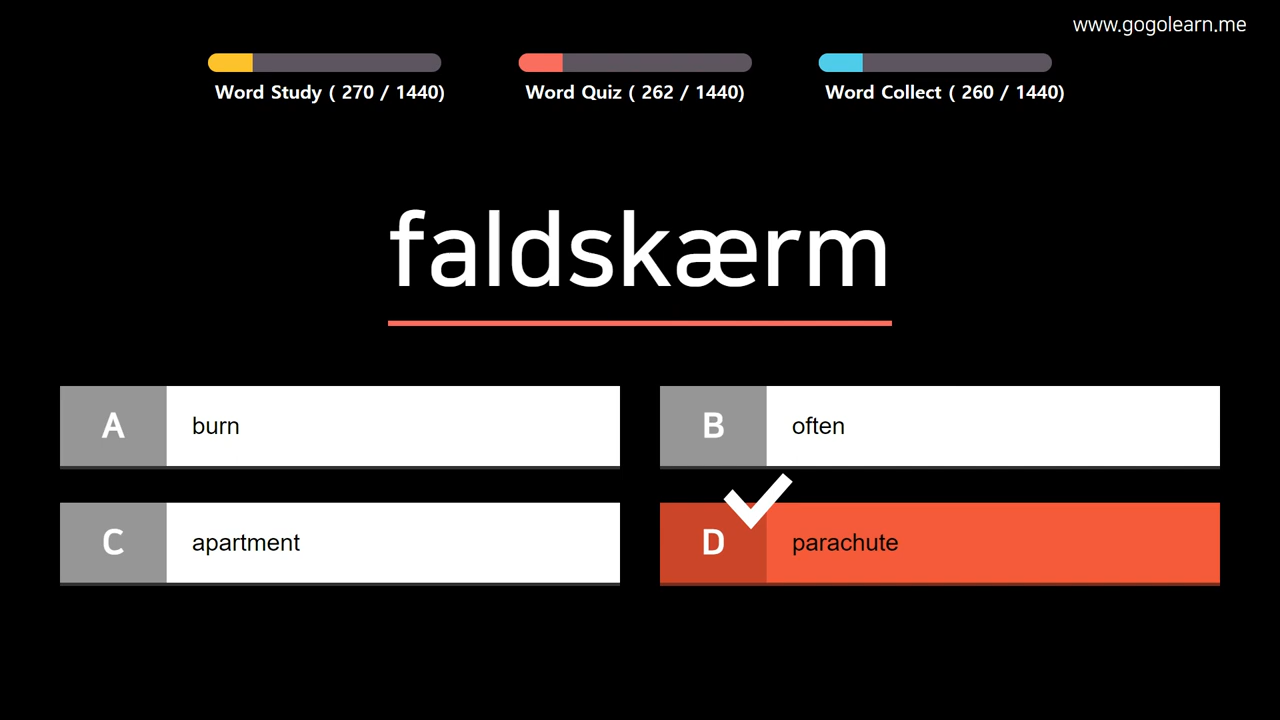 www.gogolearn.me
Word Study ( 270 / 1440)
Word Quiz ( 262 / 1440)
Word Collect ( 260 / 1440)
faldskærm
A burn
B often
C apartment
D parachute